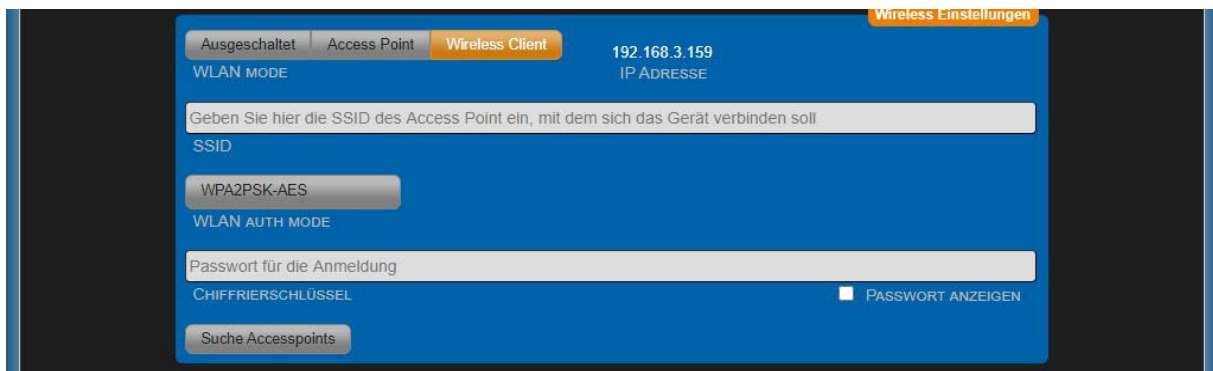 Wireless Einstellungen
Ausgeschaltet Access Point Wireless Client 192.168.3.159
WLAN MODE IP ADRESSE
Geben Sie hier die SSID des Access Point ein, mit dem sich das Gerät verbinden soll
SSID
WPA2PSK-AES
WLAN AUTH MODE
Passwort für die Anmeldung
CHIFFRIERSCHLÜSSEL PASSWORT ANZEIGEN
Suche Accesspoints